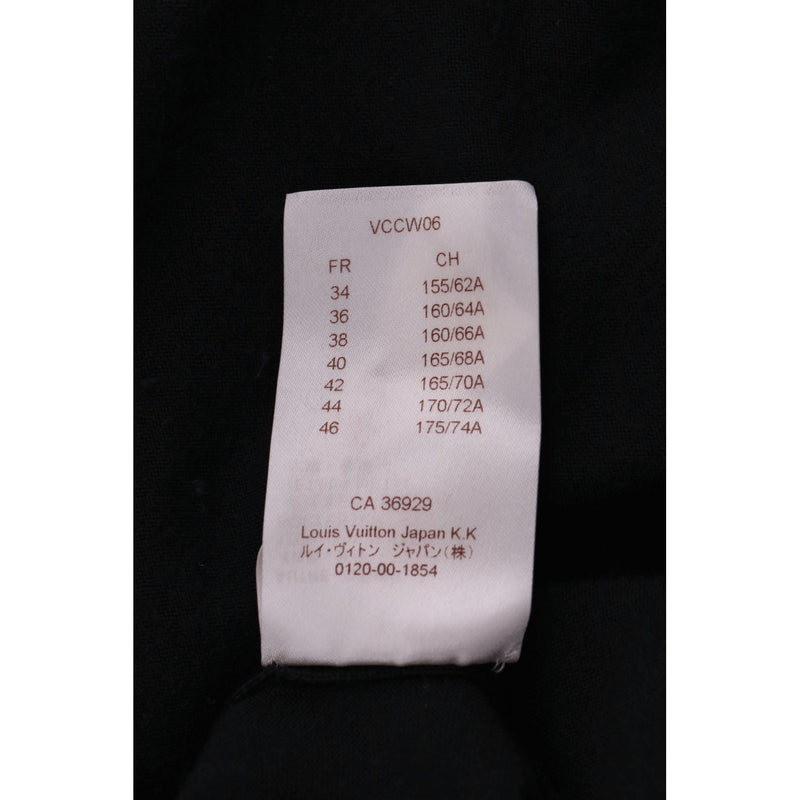 VCCW06
FR CH
34 155/62A
36 160/64A
38 160/66A
40 165/68A
42 165/70A
44 170/72A
46 175/74A
CA 36929
Louis Vuitton Japan K.K
ルイ・ヴィトン ジャパン(株)
0120-00-1854